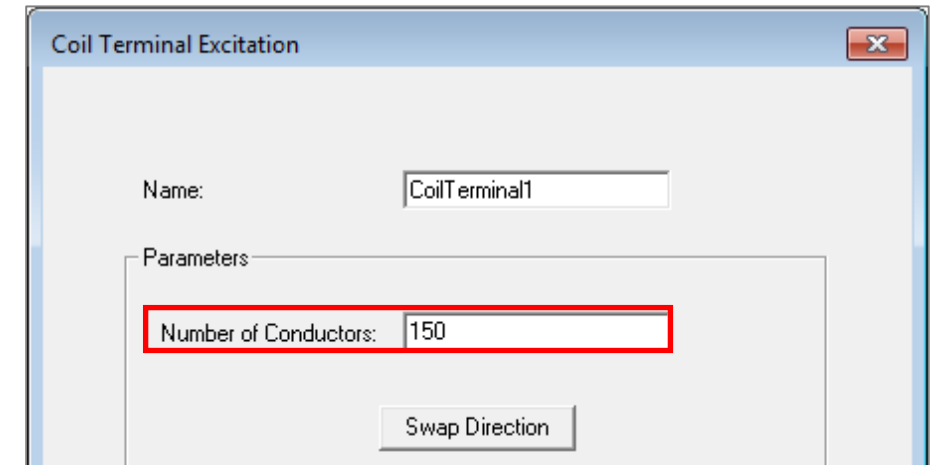 Coil Terminal Excitation
Name: CoilTerminal1
Parameters
Number of Conductors: 150
Swap Direction